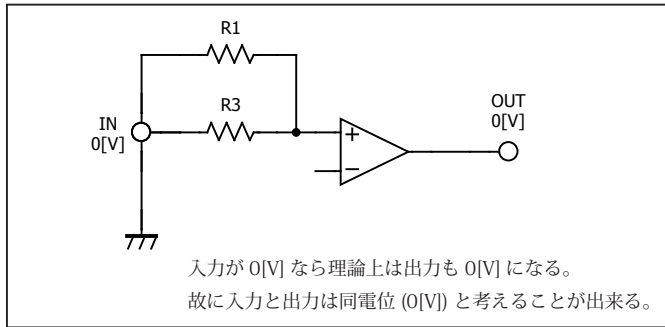 R1
R3
IN
0[V]
OUT
0[V]
+
−
入力が 0[V] なら理論上は出力も 0[V] になる。
故に入力と出力は同電位 (0[V]) と考えることが出来る。